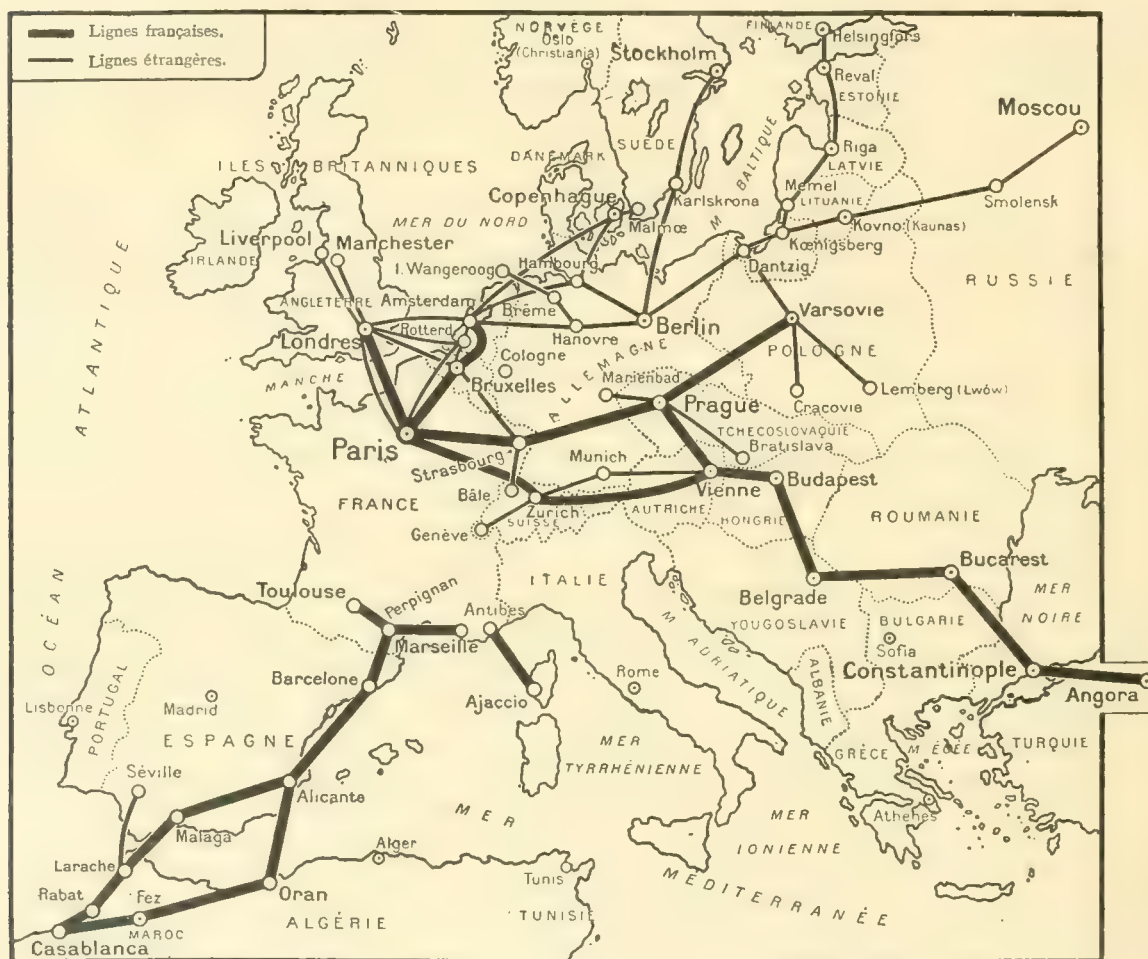 Lignes françaises.
Lignes étrangères.
NORVÈGE
Oslo
(Christiania)
Stockholm
FINLANDE
Helsingfors
Reval
ESTONIE
Moscou
ILES BRITANNIQUES
DANEMARK
SUÈDE
M. BALTIQUE
Riga
LATVIE
Copenhague
MER DU NORD
Malmœ
Karlskrona
Memel
LITUANIE
Smolensk
Kovno (Kaunas)
Kœnigsberg
Liverpool
Manchester
IRLANDE
I. Wangeroog
Hambourg
Dantzig
RUSSIE
ANGLETERRE
Amsterdam
Brême
Londres
Rotterd
Hanovre
Berlin
Varsovie
POLOGNE
Cologne
ALLEMAGNE
MANCHE
Bruxelles
Marienbad
Prague
Cracovie
Lemberg (Lwów)
TCHECOSLOVAQUIE
Bratislava
Paris
Strasbourg
Munich
Vienne
Budapest
FRANCE
Bâle
Zurich
SUISSE
AUTRICHE
HONGRIE
ROUMANIE
Genève
OCÉAN ATLANTIQUE
ITALIE
Bucarest
MER NOIRE
Toulouse
Perpignan
Antibes
Marseille
Belgrade
YOUGOSLAVIE
BULGARIE
Sofia
M. ADRIATIQUE
Constantinople
Angora
Barcelone
Ajaccio
Rome
ALBANIE
Lisbonne
PORTUGAL
Madrid
ESPAGNE
MER TYRRHÉNIENNE
GRÈCE
M. ÉGÉE
TURQUIE
Séville
Alicante
Malaga
Athènes
MER IONIENNE
MER MÉDITERRANÉE
Larache
Alger
Tunis
Rabat
Fez
Oran
ALGÉRIE
TUNISIE
MAROC
Casablanca